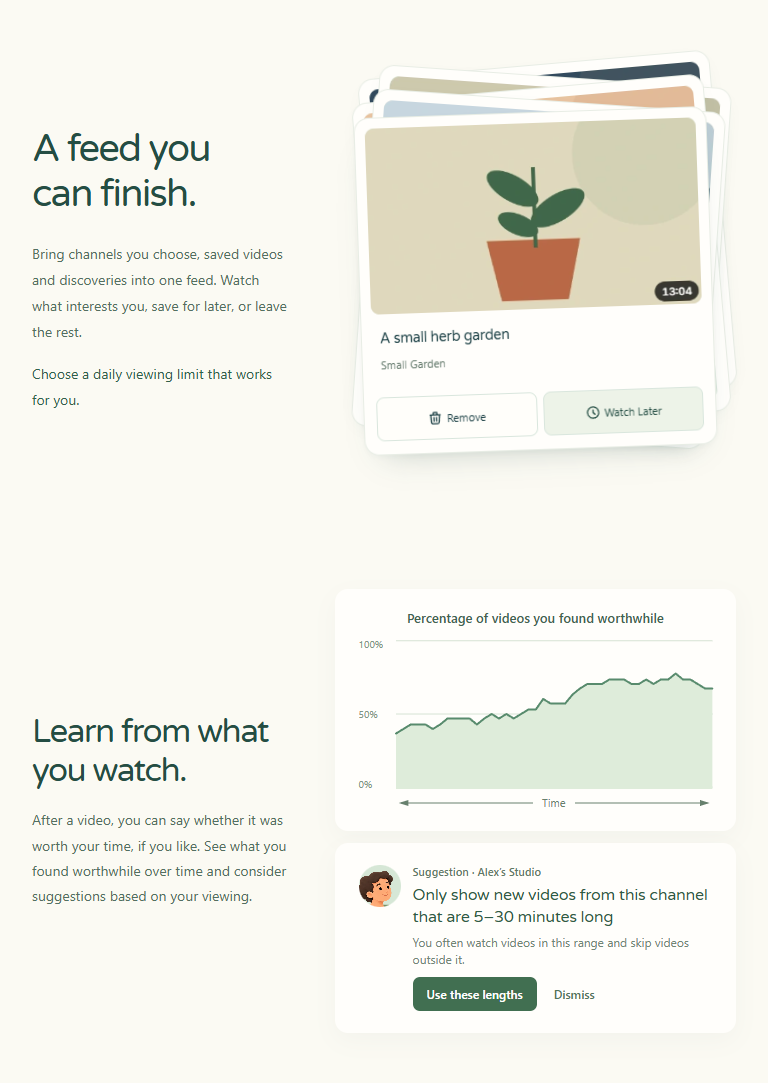 A feed you
can finish.
Bring channels you choose, saved videos
and discoveries into one feed. Watch
what interests you, save for later, or leave
the rest.
Choose a daily viewing limit that works
for you.
13:04
A small herb garden
Small Garden
Remove
Watch Later
Learn from what
you watch.
After a video, you can say whether it was
worth your time, if you like. See what you
found worthwhile over time and consider
suggestions based on your viewing.
Percentage of videos you found worthwhile
100%
50%
0%
Time
Suggestion · Alex's Studio
Only show new videos from this channel
that are 5–30 minutes long
You often watch videos in this range and skip videos
outside it.
Use these lengths
Dismiss